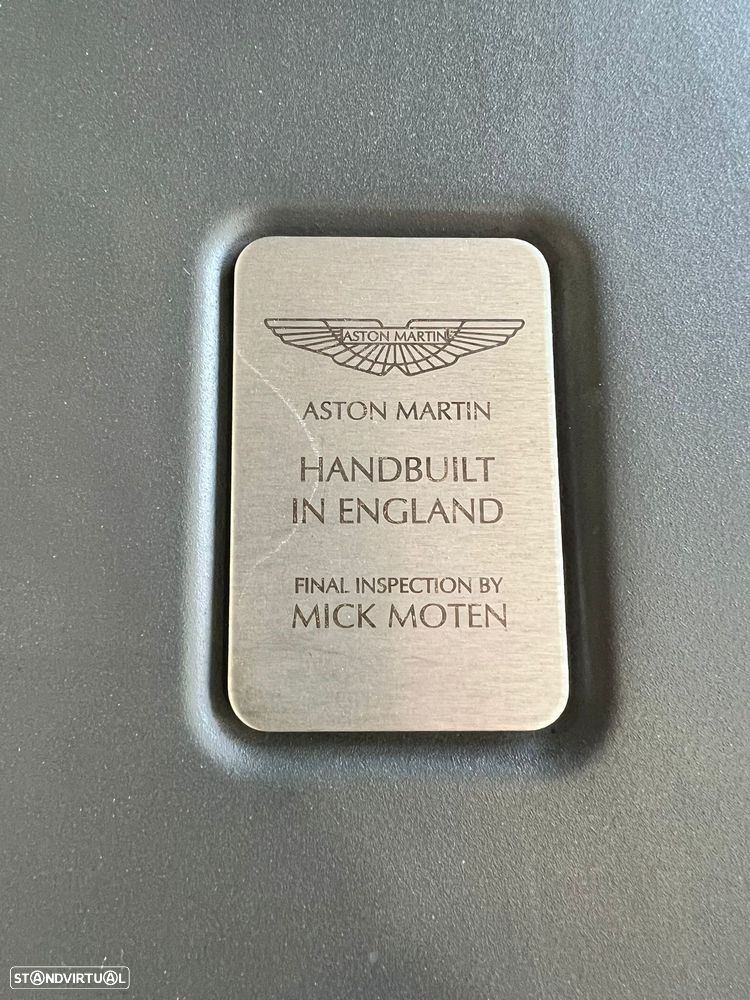 ASTON MARTIN
ASTON MARTIN
HANDBUILT
IN ENGLAND
FINAL INSPECTION BY
MICK MOTEN
STANDVIRTUAL